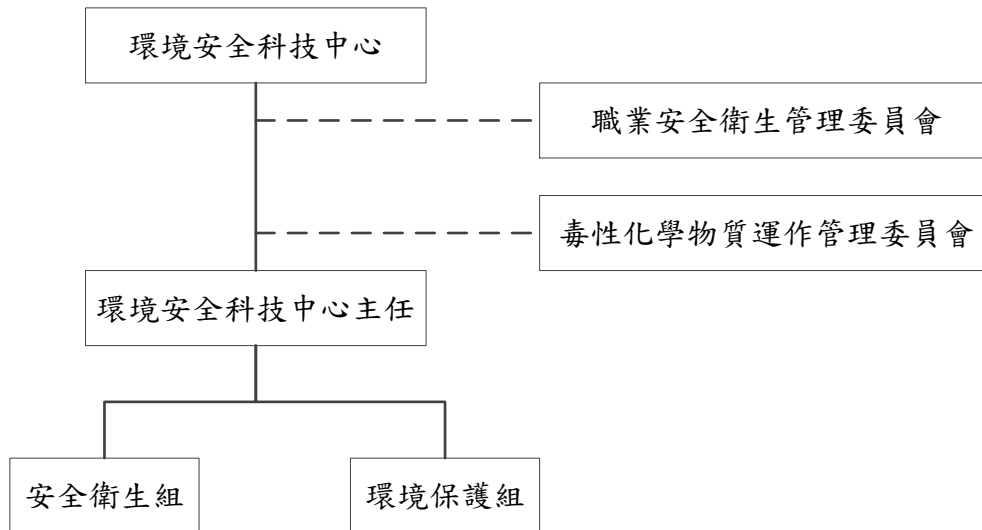 環境安全科技中心
職業安全衛生管理委員會
毒性化學物質運作管理委員會
環境安全科技中心主任
安全衛生組
環境保護組